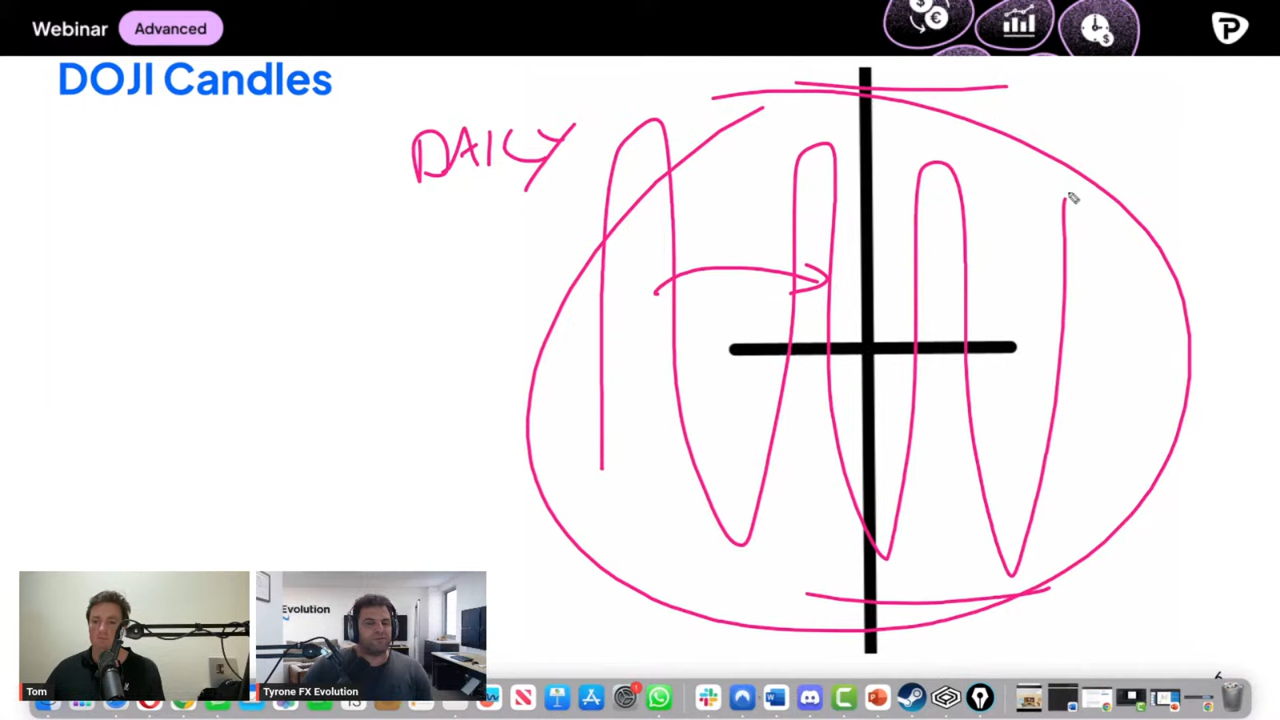 Webinar
Advanced
DOJI Candles
DAILY
Evolution
Tom
Tyrone FX Evolution